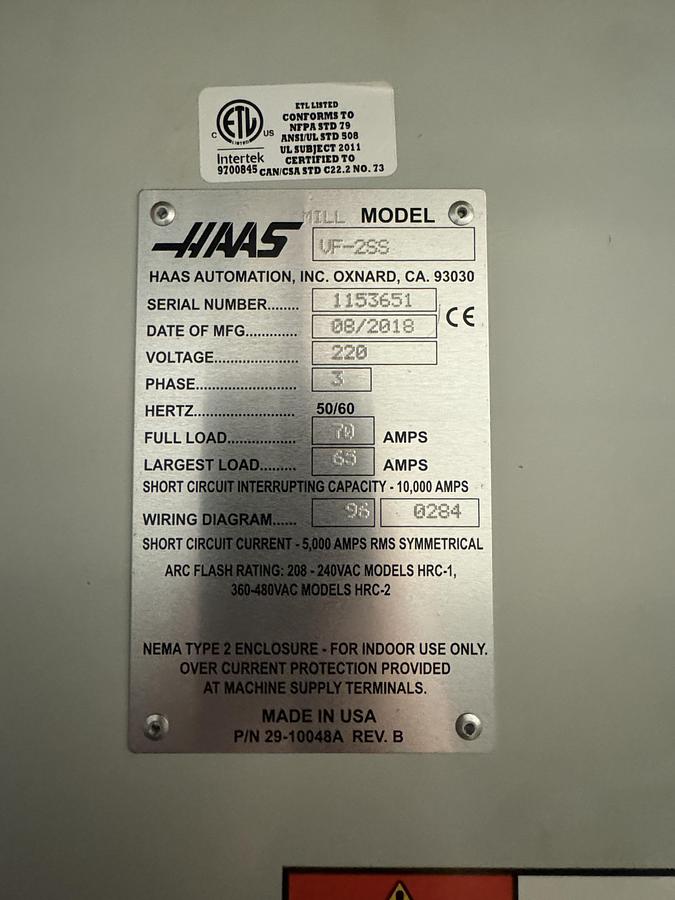 C ETL US
LISTED
Intertek
9700845
ETL LISTED
CONFORMS TO
NFPA STD 79
ANSI/UL STD 508
UL SUBJECT 2011
CERTIFIED TO
CAN/CSA STD C22.2 NO. 73
HAAS MILL MODEL
VF-2SS
HAAS AUTOMATION, INC. OXNARD, CA. 93030
SERIAL NUMBER........ 1153651
DATE OF MFG............. 08/2018 CE
VOLTAGE..................... 220
PHASE......................... 3
HERTZ......................... 50/60
FULL LOAD................. 70 AMPS
LARGEST LOAD......... 65 AMPS
SHORT CIRCUIT INTERRUPTING CAPACITY - 10,000 AMPS
WIRING DIAGRAM...... 96 0284
SHORT CIRCUIT CURRENT - 5,000 AMPS RMS SYMMETRICAL
ARC FLASH RATING: 208 - 240VAC MODELS HRC-1,
360-480VAC MODELS HRC-2
NEMA TYPE 2 ENCLOSURE - FOR INDOOR USE ONLY.
OVER CURRENT PROTECTION PROVIDED
AT MACHINE SUPPLY TERMINALS.
MADE IN USA
P/N 29-10048A REV. B